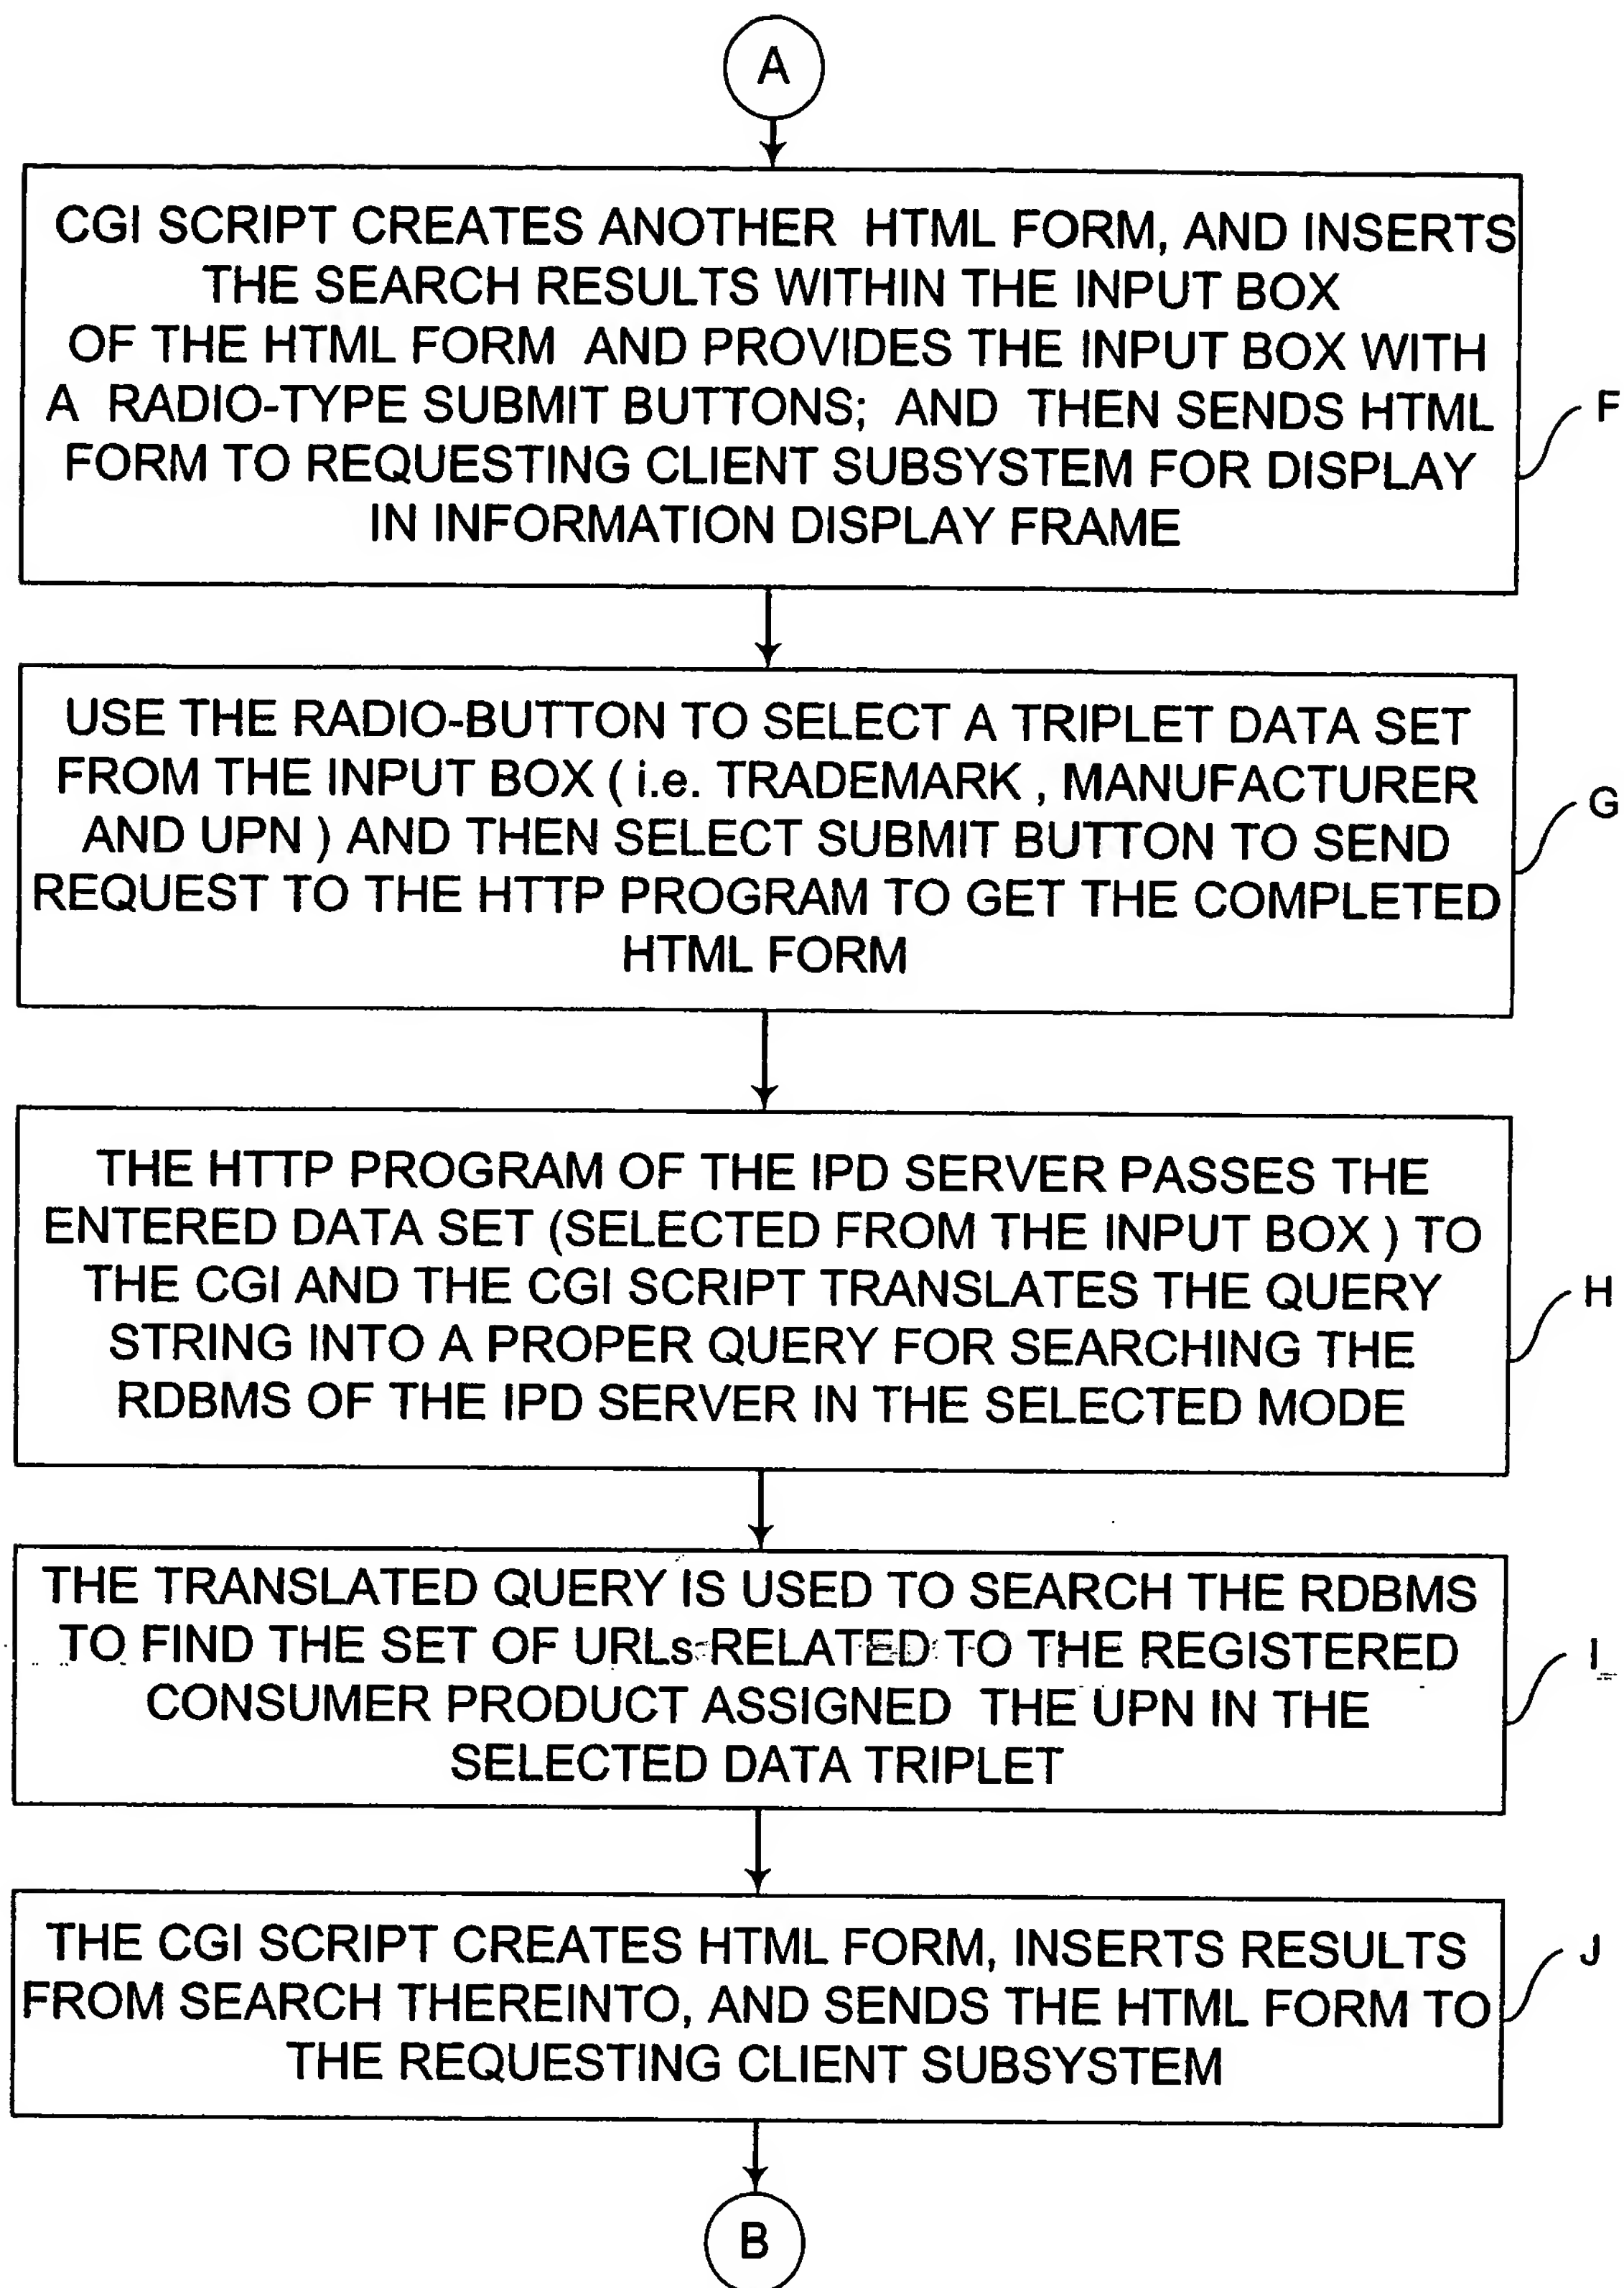 A
CGI SCRIPT CREATES ANOTHER HTML FORM, AND INSERTS
THE SEARCH RESULTS WITHIN THE INPUT BOX
OF THE HTML FORM AND PROVIDES THE INPUT BOX WITH
A RADIO-TYPE SUBMIT BUTTONS; AND THEN SENDS HTML
FORM TO REQUESTING CLIENT SUBSYSTEM FOR DISPLAY
IN INFORMATION DISPLAY FRAME
F
USE THE RADIO-BUTTON TO SELECT A TRIPLET DATA SET
FROM THE INPUT BOX ( i.e. TRADEMARK , MANUFACTURER
AND UPN ) AND THEN SELECT SUBMIT BUTTON TO SEND
REQUEST TO THE HTTP PROGRAM TO GET THE COMPLETED
HTML FORM
G
THE HTTP PROGRAM OF THE IPD SERVER PASSES THE
ENTERED DATA SET (SELECTED FROM THE INPUT BOX ) TO
THE CGI AND THE CGI SCRIPT TRANSLATES THE QUERY
STRING INTO A PROPER QUERY FOR SEARCHING THE
RDBMS OF THE IPD SERVER IN THE SELECTED MODE
H
THE TRANSLATED QUERY IS USED TO SEARCH THE RDBMS
TO FIND THE SET OF URLs RELATED TO THE REGISTERED
CONSUMER PRODUCT ASSIGNED THE UPN IN THE
SELECTED DATA TRIPLET
I
THE CGI SCRIPT CREATES HTML FORM, INSERTS RESULTS
FROM SEARCH THEREINTO, AND SENDS THE HTML FORM TO
THE REQUESTING CLIENT SUBSYSTEM
J
B